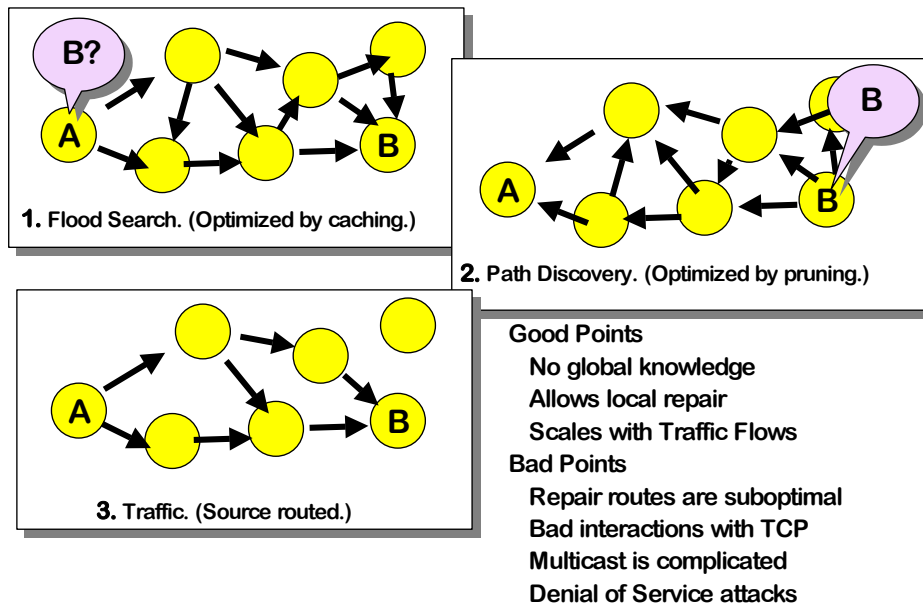 B?
A
B
1. Flood Search. (Optimized by caching.)
B
A
B
2. Path Discovery. (Optimized by pruning.)
A
B
3. Traffic. (Source routed.)
Good Points
No global knowledge
Allows local repair
Scales with Traffic Flows
Bad Points
Repair routes are suboptimal
Bad interactions with TCP
Multicast is complicated
Denial of Service attacks